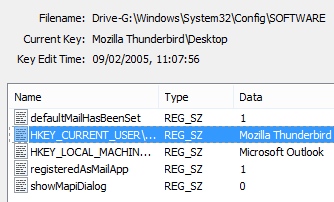 Filename: Drive-G:\Windows\System32\Config\SOFTWARE
Current Key: Mozilla Thunderbird\Desktop
Key Edit Time: 09/02/2005, 11:07:56
Name Type Data
defaultMailHasBeenSet REG_SZ 1
HKEY_CURRENT_USER\... REG_SZ Mozilla Thunderbird
HKEY_LOCAL_MACHIN... REG_SZ Microsoft Outlook
registeredAsMailApp REG_SZ 1
showMapiDialog REG_SZ 0